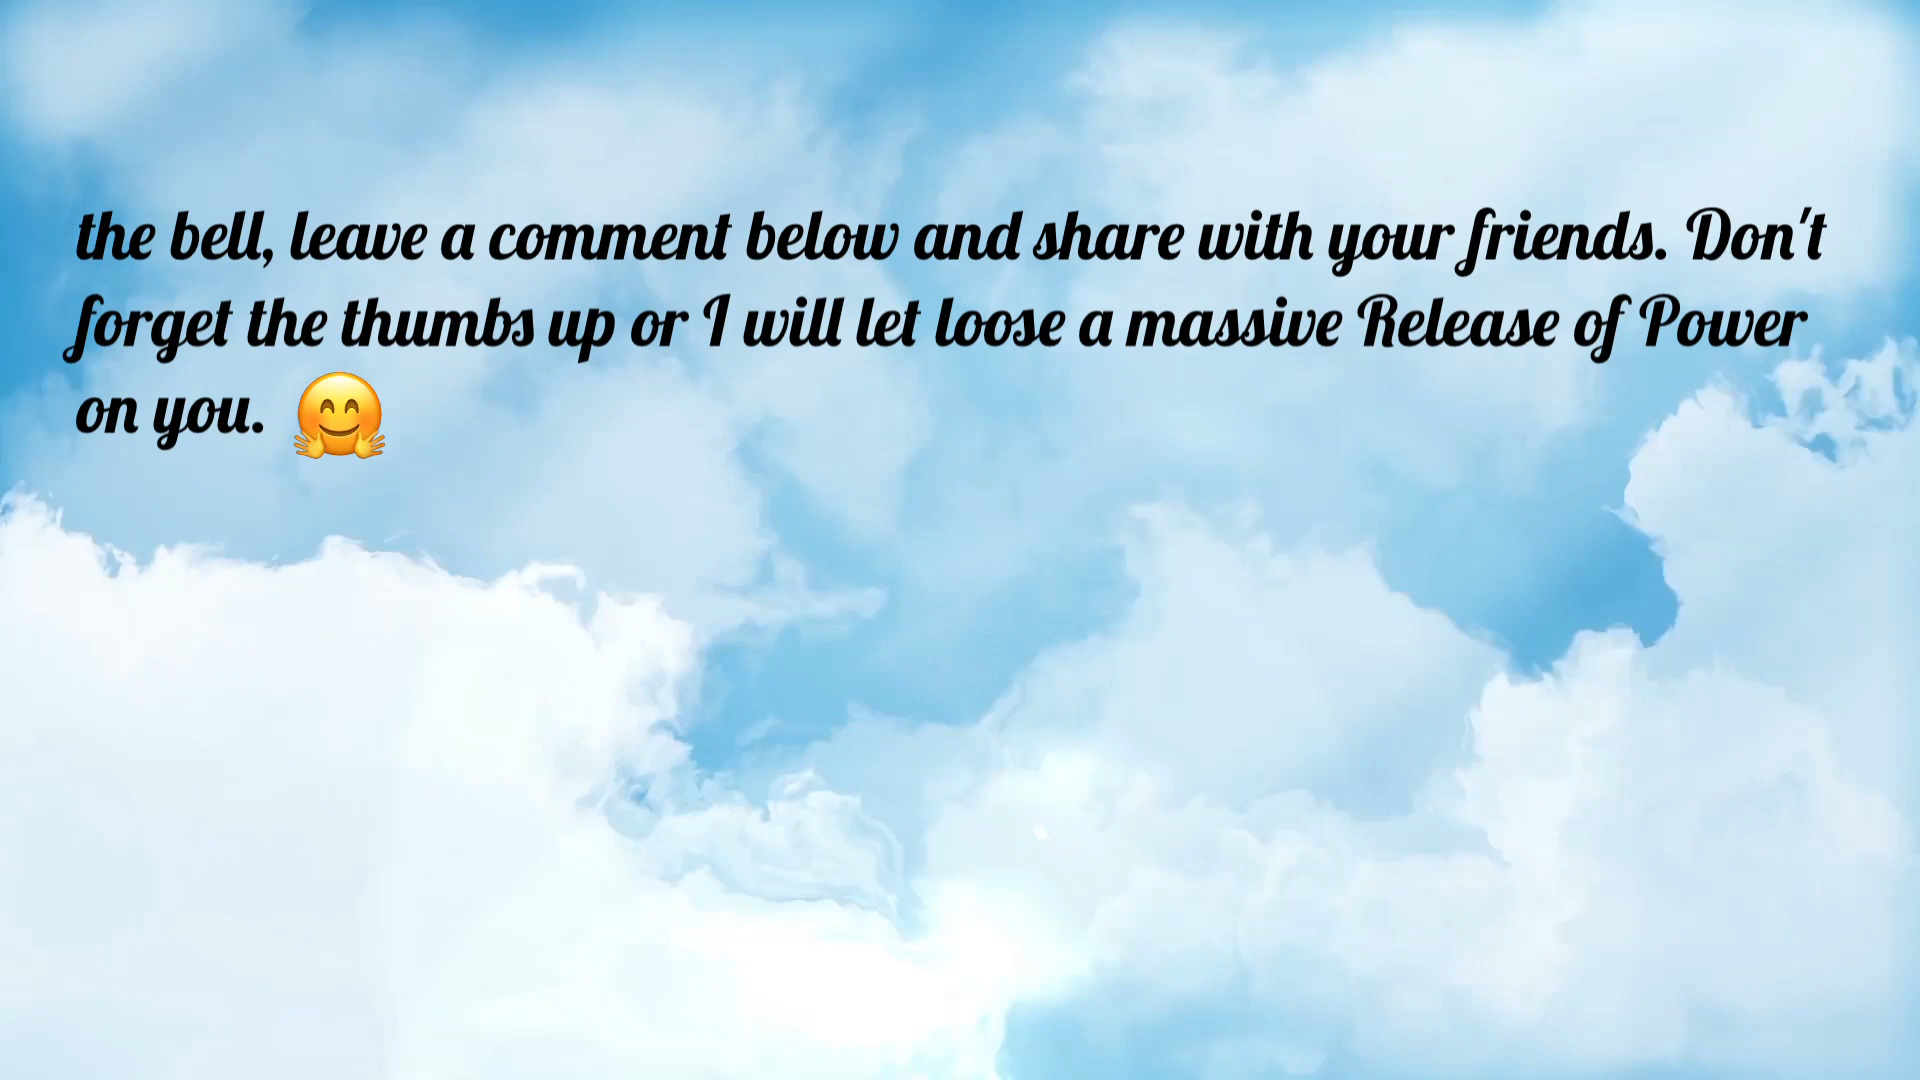 the bell, leave a comment below and share with your friends. Don't
forget the thumbs up or I will let loose a massive Release of Power
on you. 🤗